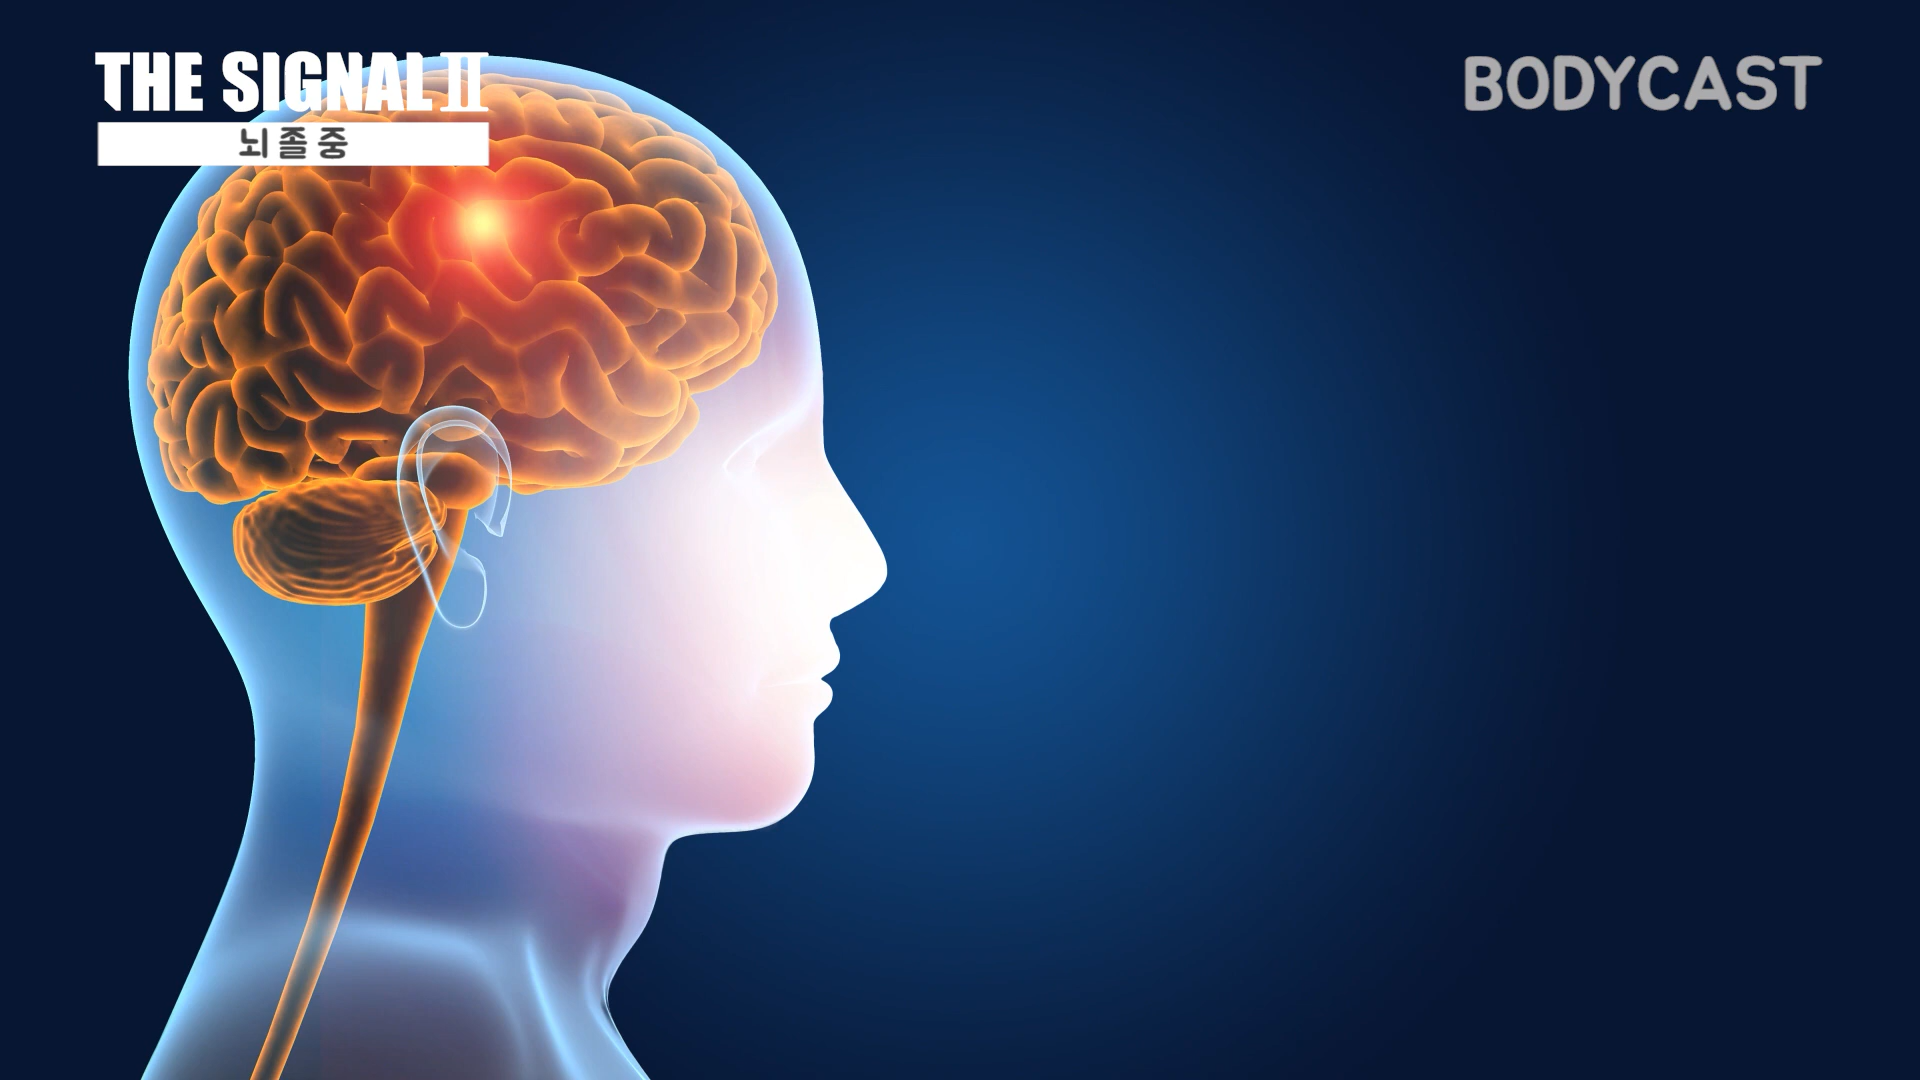 THE SIGNAL Ⅱ
뇌졸중
BODYCAST